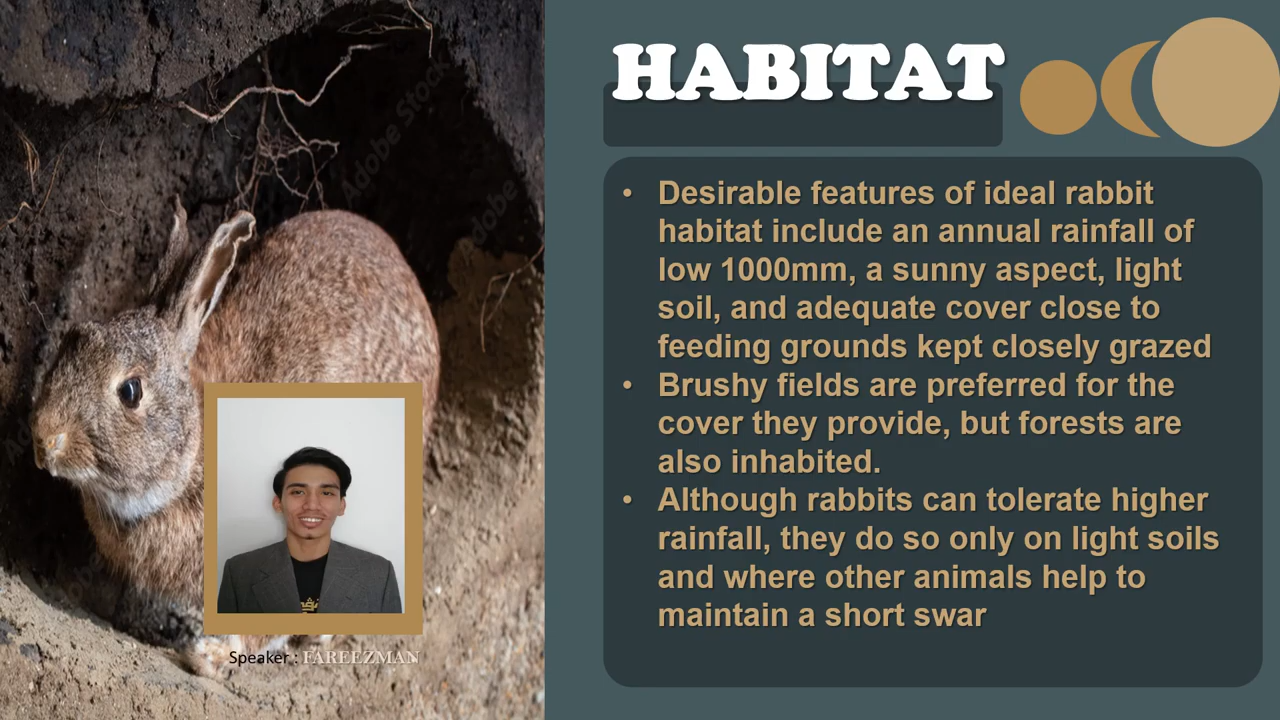 HABITAT
• Desirable features of ideal rabbit
habitat include an annual rainfall of
low 1000mm, a sunny aspect, light
soil, and adequate cover close to
feeding grounds kept closely grazed
• Brushy fields are preferred for the
cover they provide, but forests are
also inhabited.
• Although rabbits can tolerate higher
rainfall, they do so only on light soils
and where other animals help to
maintain a short swar
Speaker : FAREEZMAN
Adobe Stock
Adobe